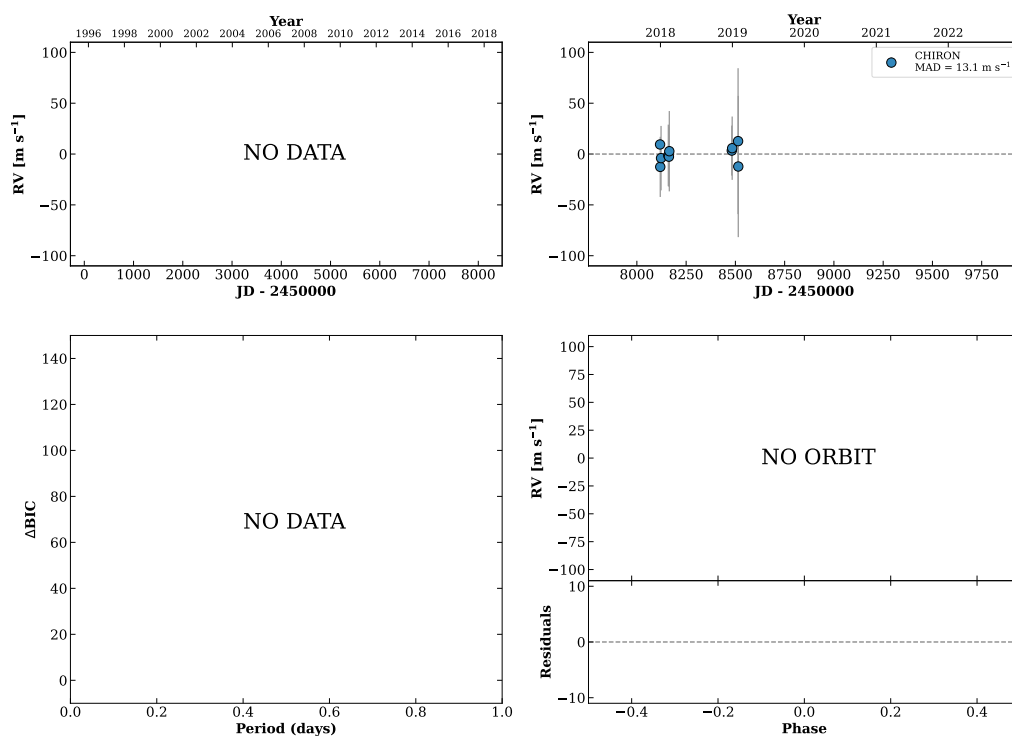 Year
1996 1998 2000 2002 2004 2006 2008 2010 2012 2014 2016 2018
100
50
0
−50
−100
RV [m s⁻¹]
NO DATA
0 1000 2000 3000 4000 5000 6000 7000 8000
JD - 2450000
Year
2018 2019 2020 2021 2022
CHIRON
MAD = 13.1 m s⁻¹
100
50
0
−50
−100
RV [m s⁻¹]
8000 8250 8500 8750 9000 9250 9500 9750
JD - 2450000
140
120
100
80
60
40
20
0
ΔBIC
NO DATA
0.0 0.2 0.4 0.6 0.8 1.0
Period (days)
100
75
50
25
0
−25
−50
−75
−100
RV [m s⁻¹]
NO ORBIT
10
0
−10
Residuals
−0.4 −0.2 0.0 0.2 0.4
Phase